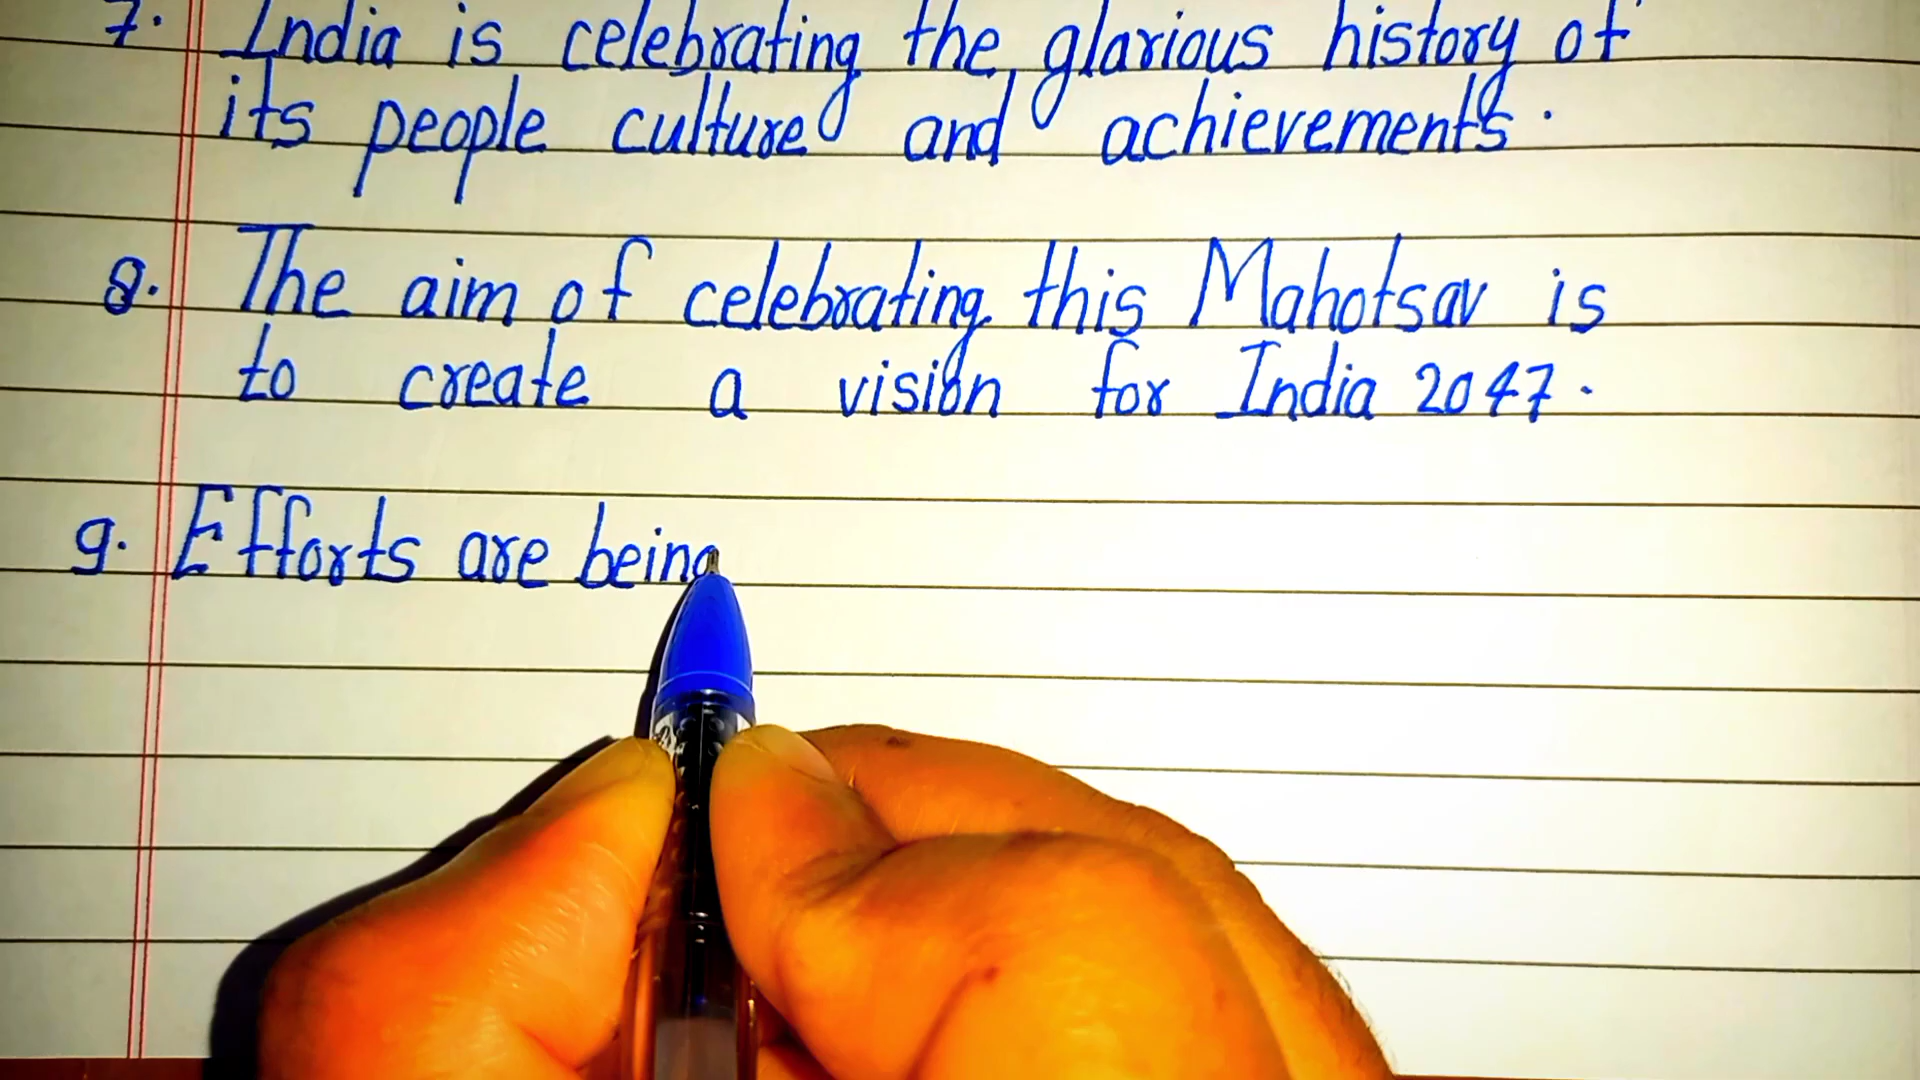 7. India is celebrating the glorious history of
its people culture and achievements.
8. The aim of celebrating this Mahotsav is
to create a vision for India 2047.
9. Efforts are being